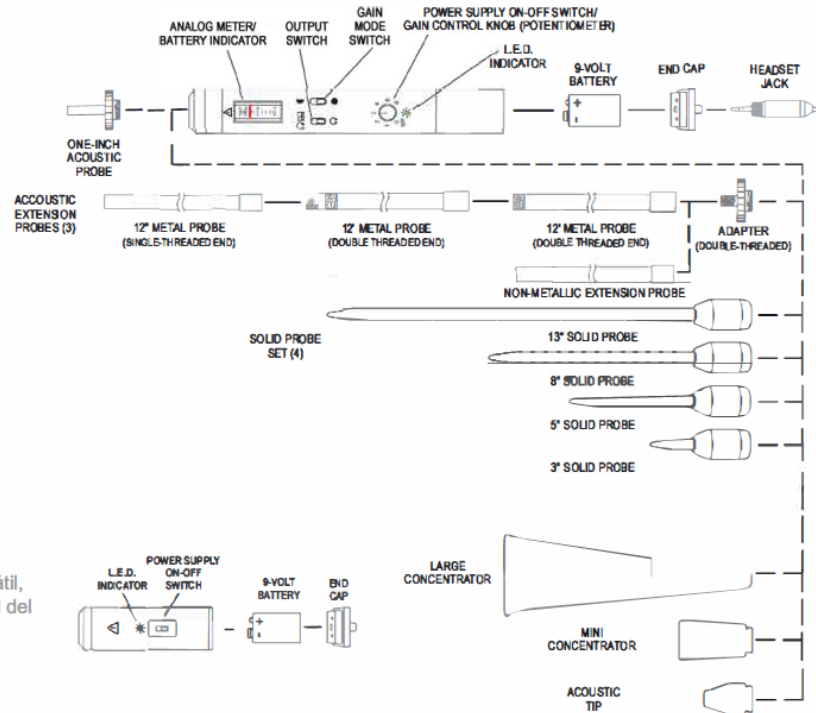 ANALOG METER/
BATTERY INDICATOR
OUTPUT
SWITCH
GAIN
MODE
SWITCH
POWER SUPPLY ON-OFF SWITCH/
GAIN CONTROL KNOB (POTENTIOMETER)
L.E.D.
INDICATOR
9-VOLT
BATTERY
END CAP
HEADSET
JACK
ONE-INCH
ACOUSTIC
PROBE
ACCOUSTIC
EXTENSION
PROBES (3)
12" METAL PROBE
(SINGLE-THREADED END)
12' METAL PROBE
(DOUBLE THREADED END)
12' METAL PROBE
(DOUBLE THREADED END)
ADAPTER
(DOUBLE-THREADED)
NON-METALLIC EXTENSION PROBE
SOLID PROBE
SET (4)
13" SOLID PROBE
8" SOLID PROBE
5" SOLID PROBE
3" SOLID PROBE
LARGE
CONCENTRATOR
MINI
CONCENTRATOR
ACOUSTIC
TIP
átil,
del
L.E.D.
INDICATOR
POWER SUPPLY
ON-OFF
SWITCH
9-VOLT
BATTERY
END
CAP